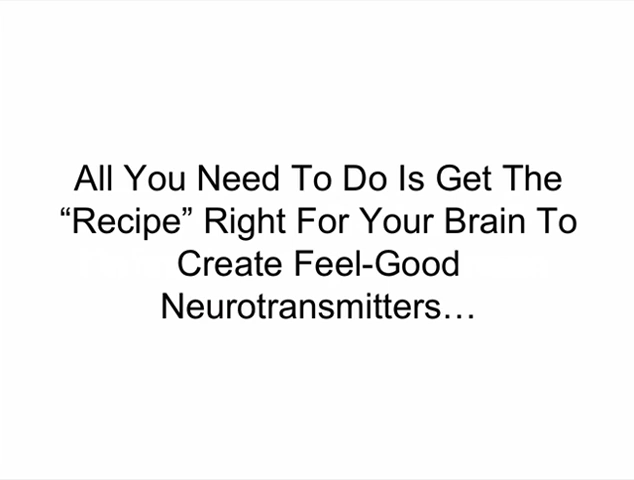 All You Need To Do Is Get The
“Recipe” Right For Your Brain To
Create Feel-Good
Neurotransmitters…